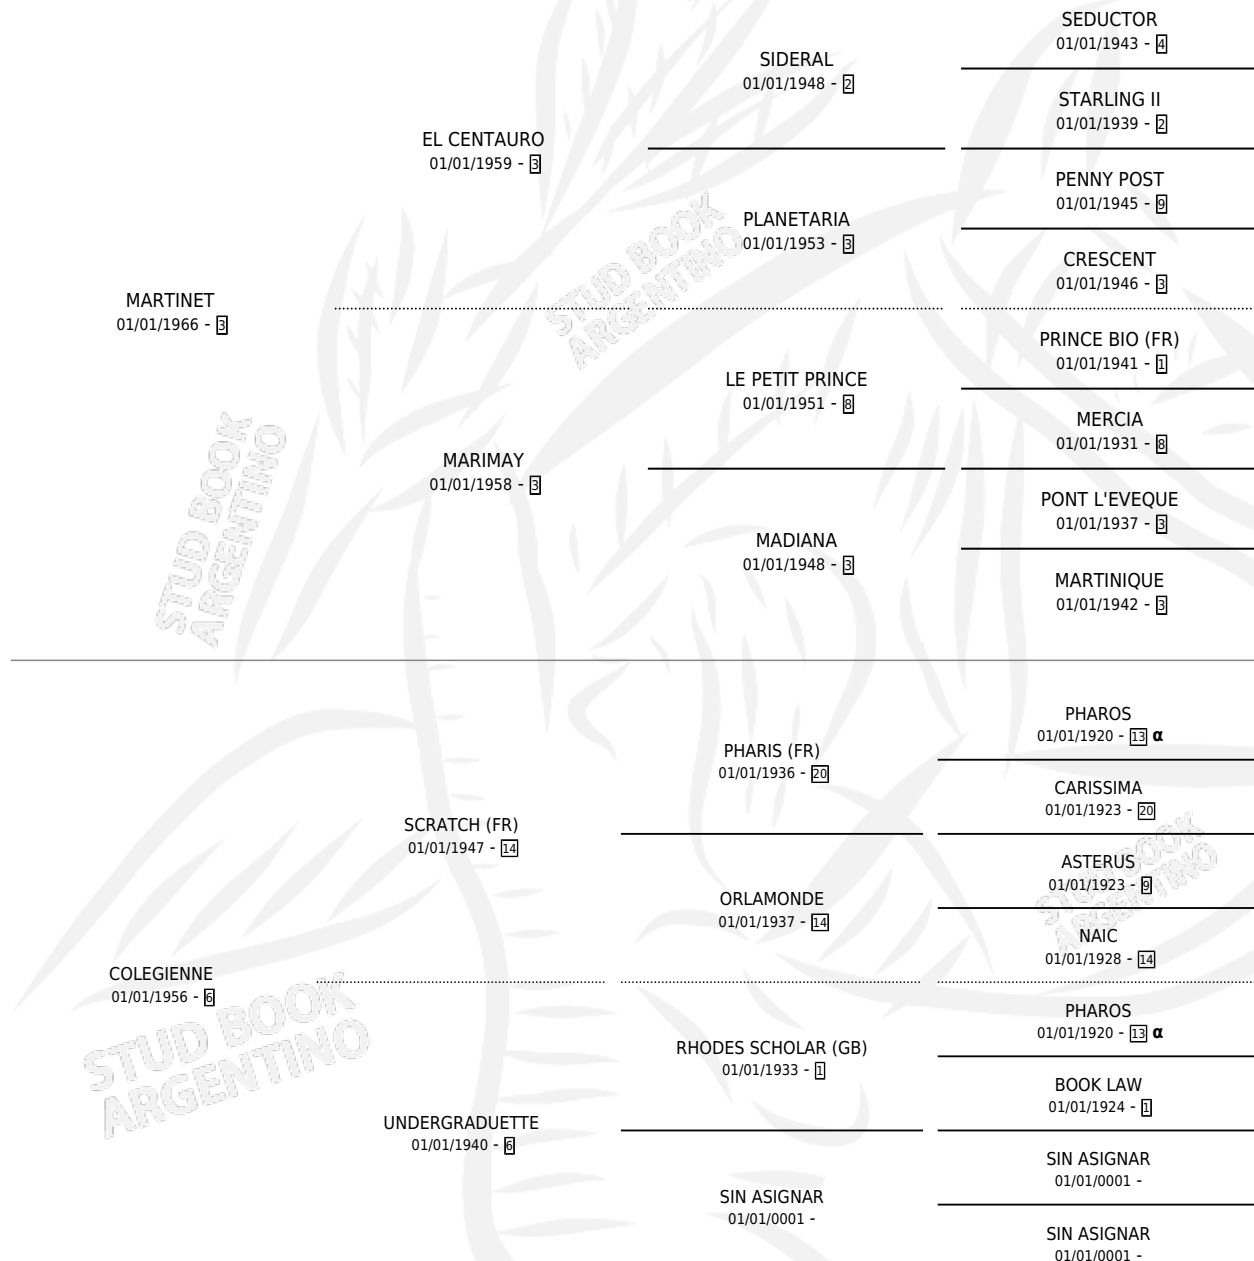 SEDUCTOR
01/01/1943 - 4
SIDERAL
01/01/1948 - 2
STARLING II
01/01/1939 - 2
EL CENTAURO
01/01/1959 - 3
PENNY POST
01/01/1945 - 9
PLANETARIA
01/01/1953 - 3
CRESCENT
01/01/1946 - 3
MARTINET
01/01/1966 - 3
PRINCE BIO (FR)
01/01/1941 - 1
LE PETIT PRINCE
01/01/1951 - 8
MERCIA
01/01/1931 - 8
MARIMAY
01/01/1958 - 3
PONT L'EVEQUE
01/01/1937 - 3
MADIANA
01/01/1948 - 3
MARTINIQUE
01/01/1942 - 3
STUD BOOK
ARGENTINO
STUD BOOK
ARGENTINO
PHAROS
01/01/1920 - 13 α
PHARIS (FR)
01/01/1936 - 20
CARISSIMA
01/01/1923 - 20
SCRATCH (FR)
01/01/1947 - 14
ASTERUS
01/01/1923 - 9
ORLAMONDE
01/01/1937 - 14
NAIC
01/01/1928 - 14
COLEGIENNE
01/01/1956 - 6
PHAROS
01/01/1920 - 13 α
RHODES SCHOLAR (GB)
01/01/1933 - 1
BOOK LAW
01/01/1924 - 1
UNDERGRADUETTE
01/01/1940 - 6
SIN ASIGNAR
01/01/0001 -
SIN ASIGNAR
01/01/0001 -
SIN ASIGNAR
01/01/0001 -
STUD BOOK
ARGENTINO
STUD BOOK
ARGENTINO